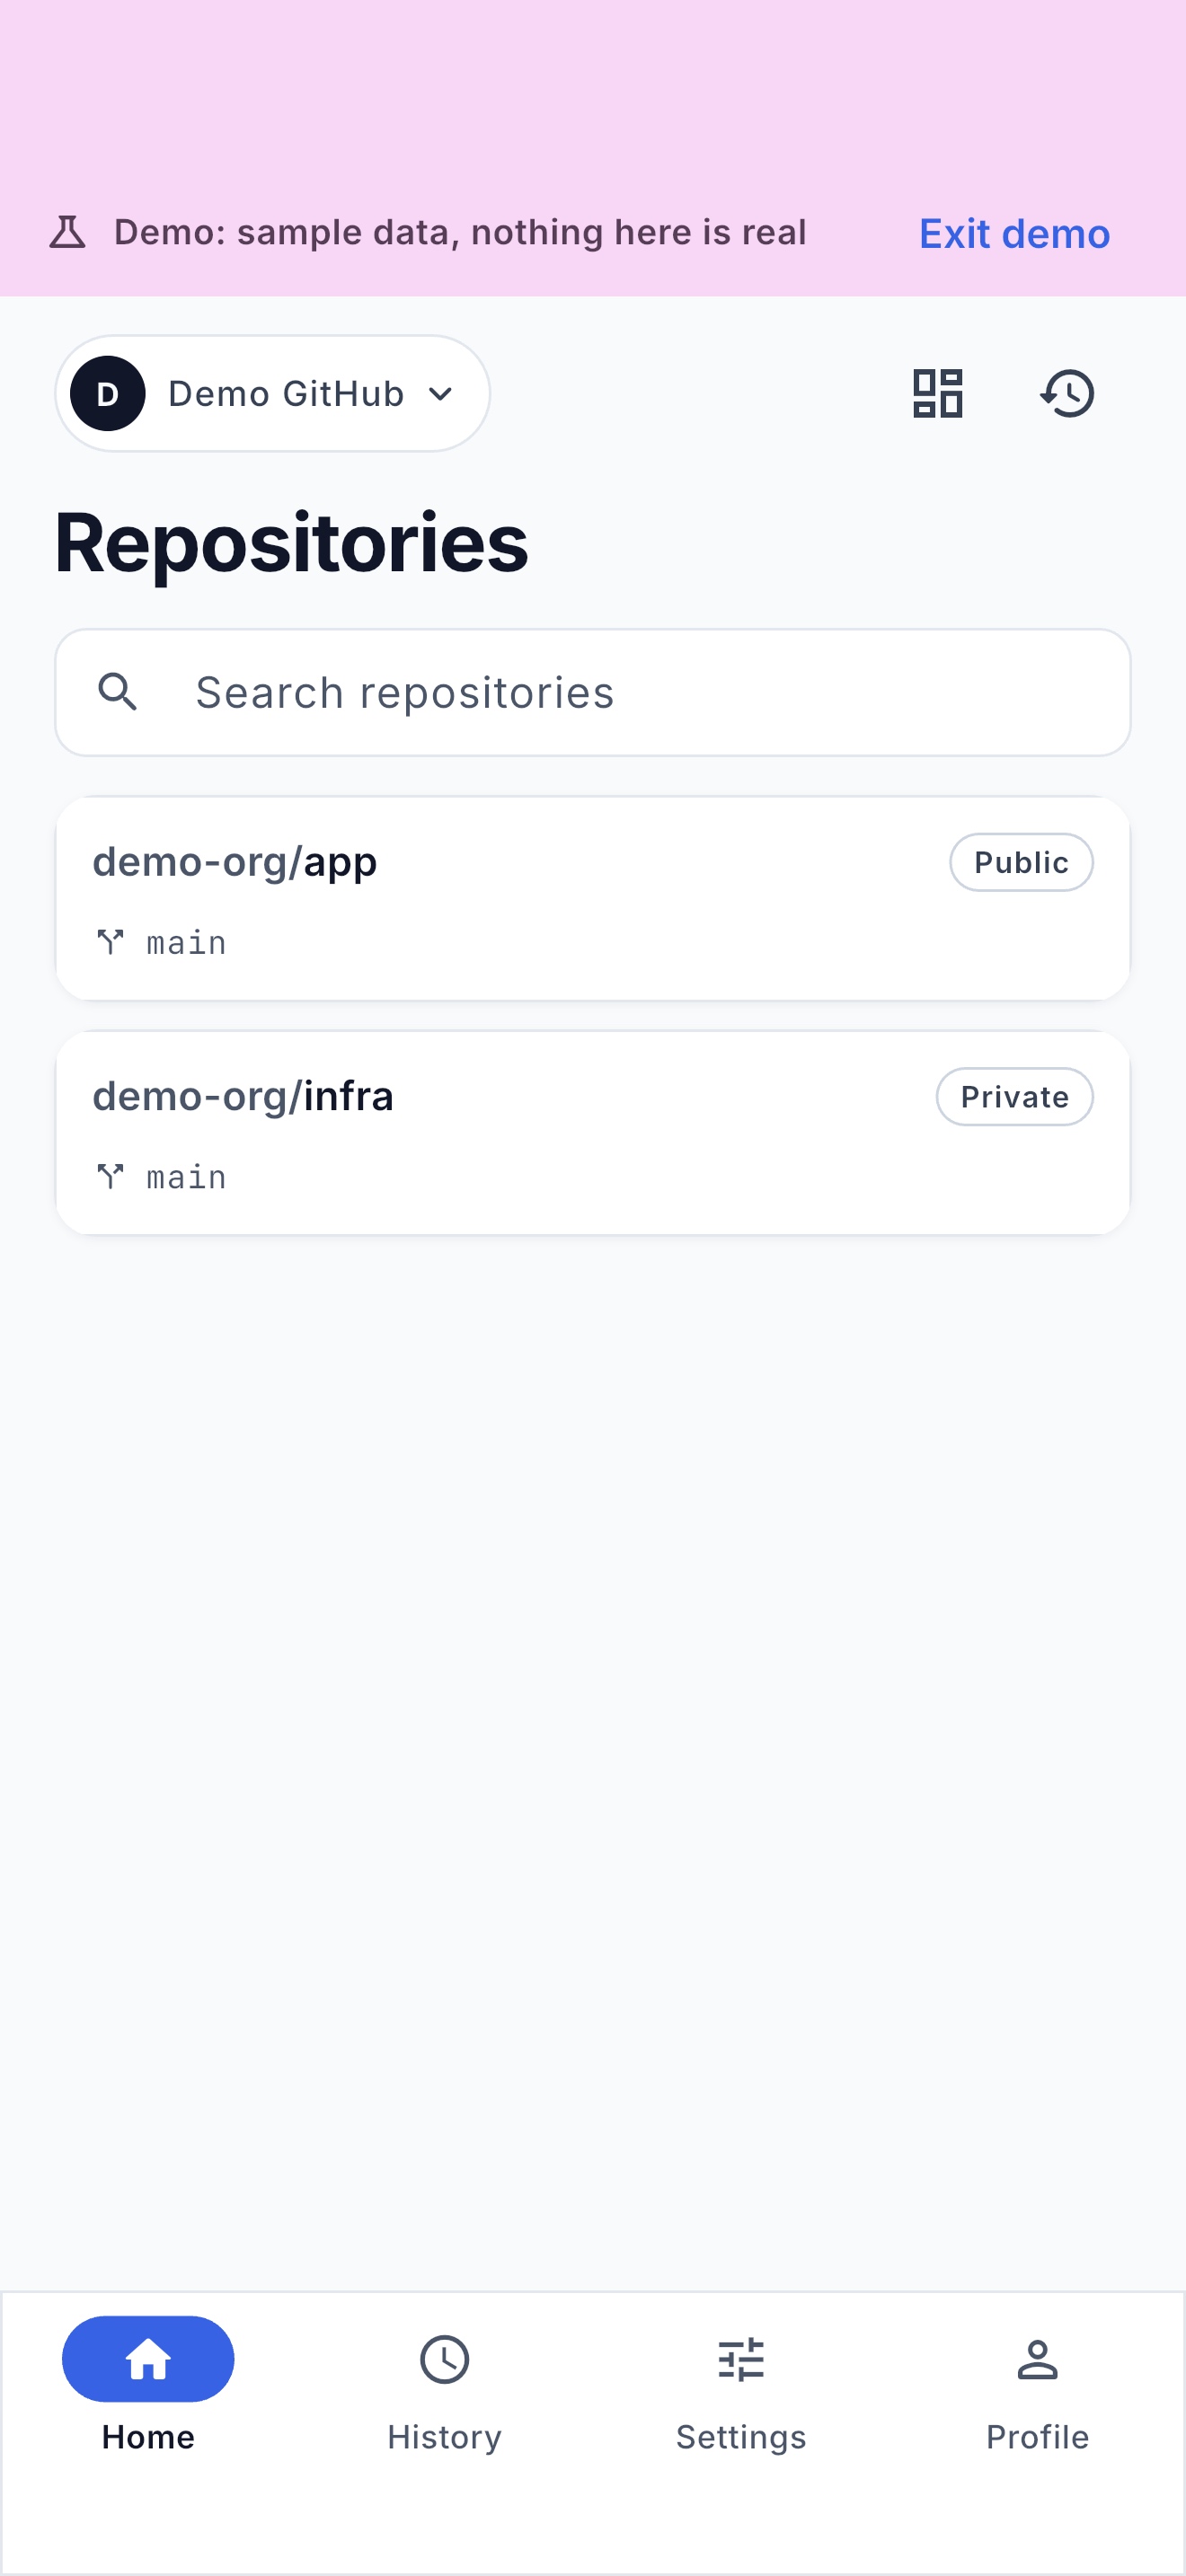 Demo: sample data, nothing here is real
Exit demo
D
Demo GitHub
Repositories
Search repositories
demo-org/app
Public
main
demo-org/infra
Private
main
Home
History
Settings
Profile